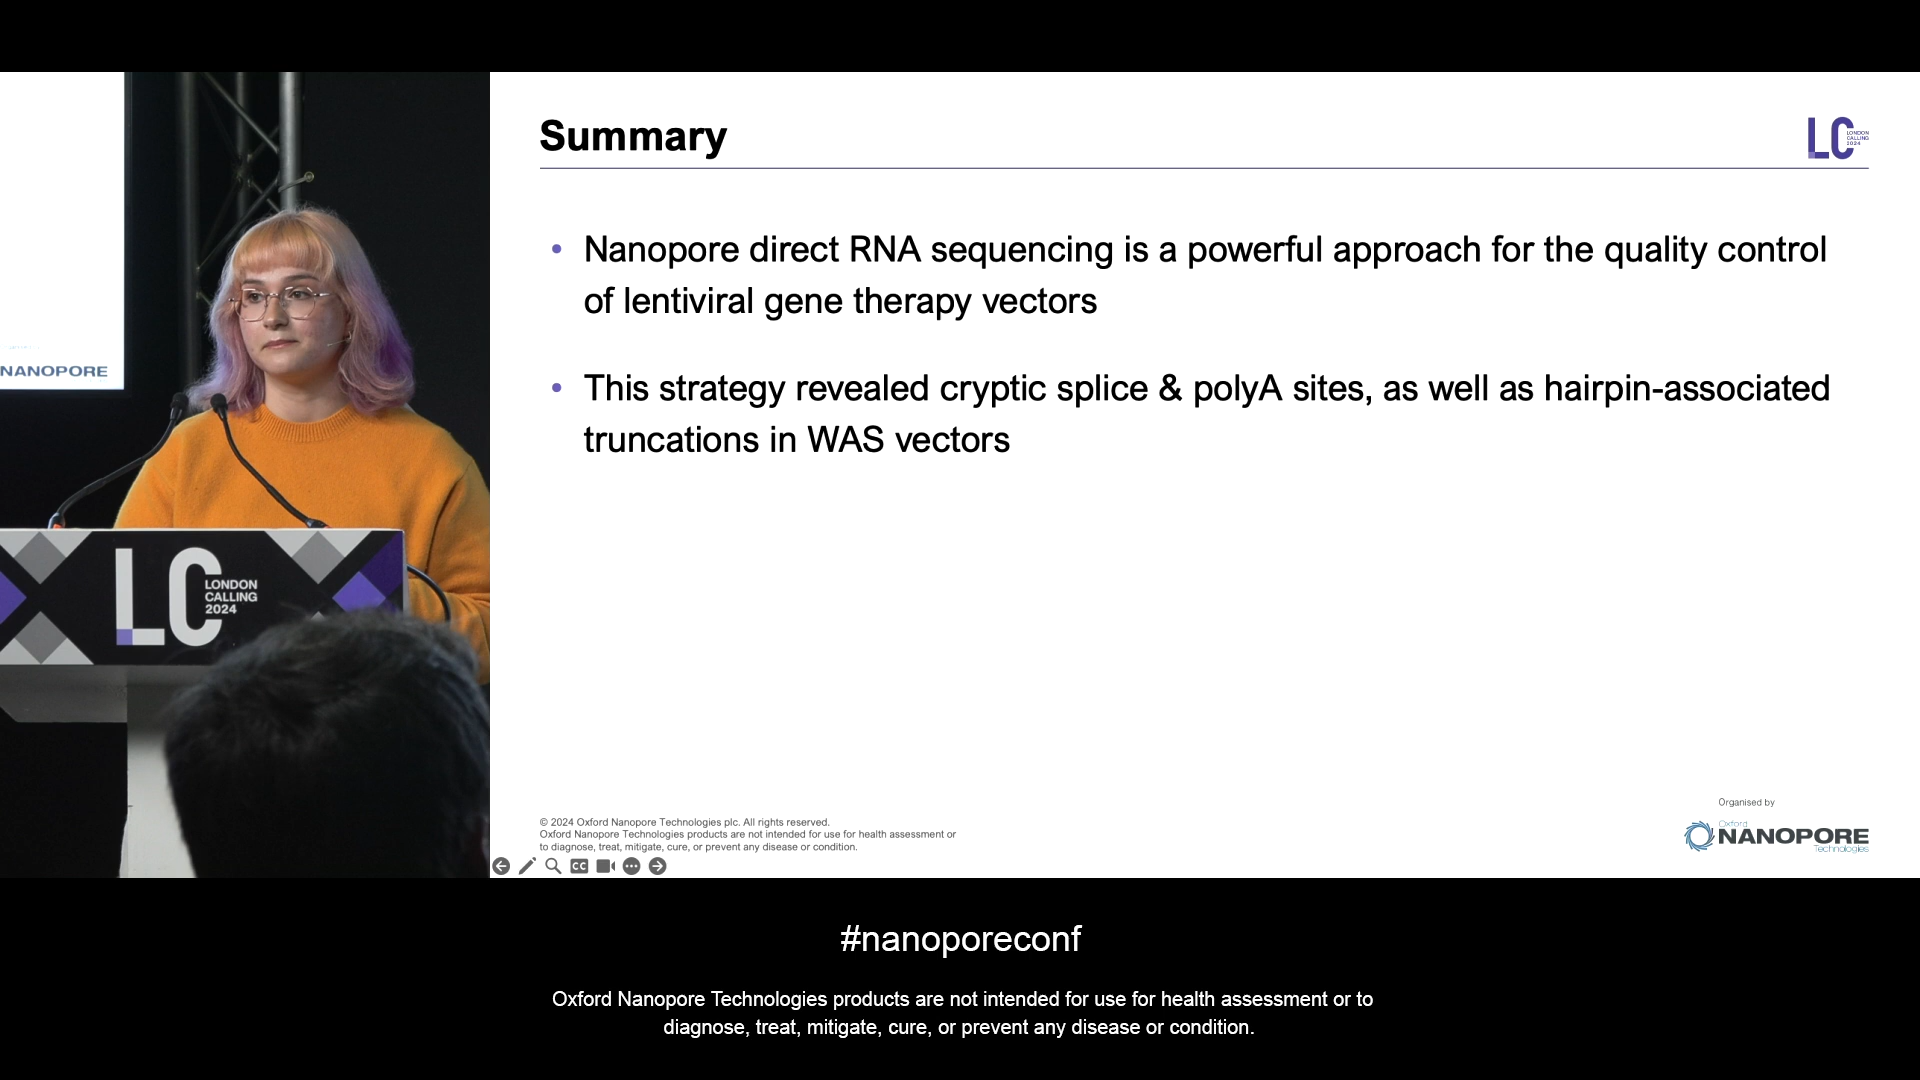 NANOPORE
LC
LONDON
CALLING
2024
Summary
LC
LONDON
CALLING
2024
• Nanopore direct RNA sequencing is a powerful approach for the quality control
of lentiviral gene therapy vectors
• This strategy revealed cryptic splice & polyA sites, as well as hairpin-associated
truncations in WAS vectors
© 2024 Oxford Nanopore Technologies plc. All rights reserved.
Oxford Nanopore Technologies products are not intended for use for health assessment or
to diagnose, treat, mitigate, cure, or prevent any disease or condition.
CC
Organised by
Oxford
NANOPORE
Technologies
#nanoporeconf
Oxford Nanopore Technologies products are not intended for use for health assessment or to
diagnose, treat, mitigate, cure, or prevent any disease or condition.